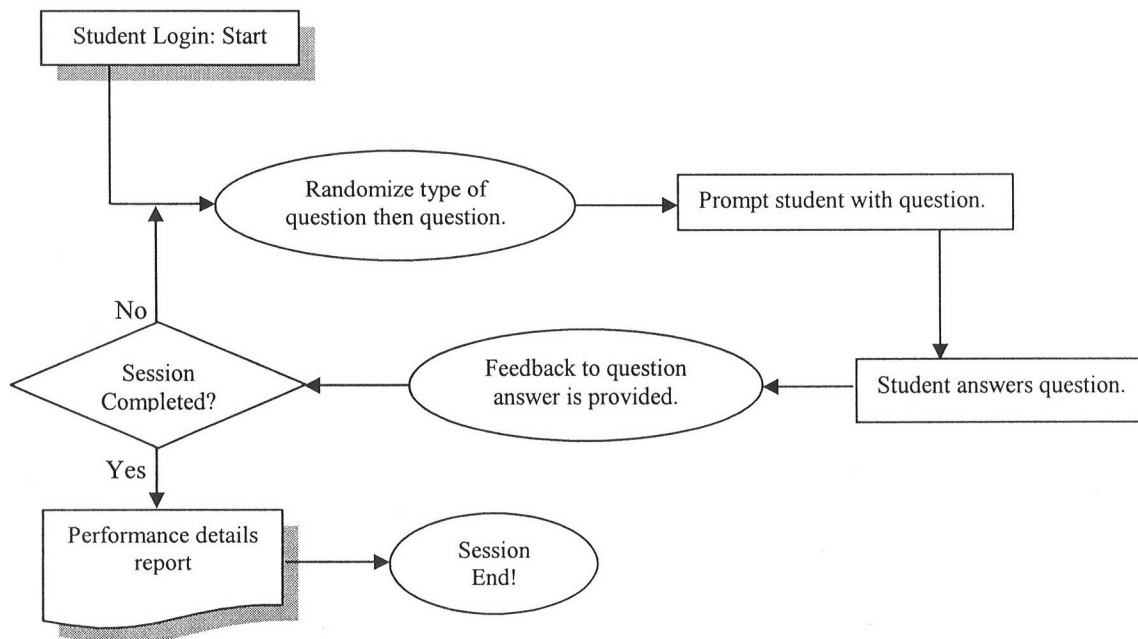 Student Login: Start
Randomize type of
question then question.
Prompt student with question.
No
Session
Completed?
Feedback to question
answer is provided.
Student answers question.
Yes
Performance details
report
Session
End!